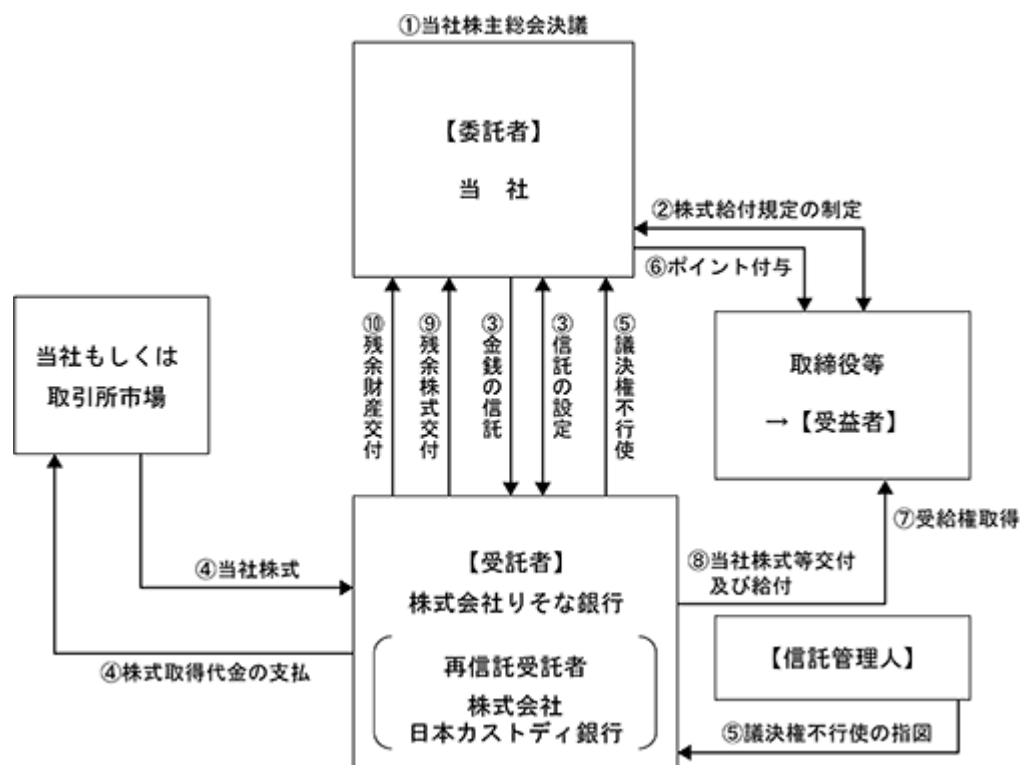 ①当社株主総会決議
【委託者】
当　社
②株式給付規定の制定
⑥ポイント付与
当社もしくは
取引所市場
⑩残余財産交付
⑨残余株式交付
③金銭の信託
③信託の設定
⑤議決権不行使
取締役等
→【受益者】
⑦受給権取得
④当社株式
⑧当社株式等交付
及び給付
【受託者】
株式会社りそな銀行
再信託受託者
株式会社
日本カストディ銀行
④株式取得代金の支払
【信託管理人】
⑤議決権不行使の指図